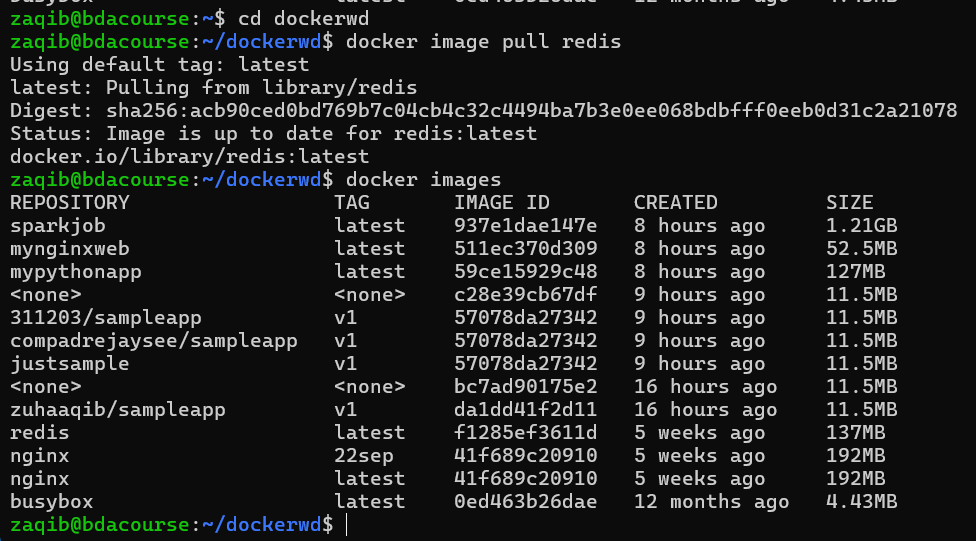 zaqib@bdacourse:~$ cd dockerwd
zaqib@bdacourse:~/dockerwd$ docker image pull redis
Using default tag: latest
latest: Pulling from library/redis
Digest: sha256:acb90ced0bd769b7c04cb4c32c4494ba7b3e0ee068bdbfff0eeb0d31c2a21078
Status: Image is up to date for redis:latest
docker.io/library/redis:latest
zaqib@bdacourse:~/dockerwd$ docker images
REPOSITORY TAG IMAGE ID CREATED SIZE
sparkjob latest 937e1dae147e 8 hours ago 1.21GB
mynginxweb latest 511ec370d309 8 hours ago 52.5MB
mypythonapp latest 59ce15929c48 8 hours ago 127MB
<none> <none> c28e39cb67df 9 hours ago 11.5MB
311203/sampleapp v1 57078da27342 9 hours ago 11.5MB
compadrejaysee/sampleapp v1 57078da27342 9 hours ago 11.5MB
justsample v1 57078da27342 9 hours ago 11.5MB
<none> <none> bc7ad90175e2 16 hours ago 11.5MB
zuhaaqib/sampleapp v1 da1dd41f2d11 16 hours ago 11.5MB
redis latest f1285ef3611d 5 weeks ago 137MB
nginx 22sep 41f689c20910 5 weeks ago 192MB
nginx latest 41f689c20910 5 weeks ago 192MB
busybox latest 0ed463b26dae 12 months ago 4.43MB
zaqib@bdacourse:~/dockerwd$